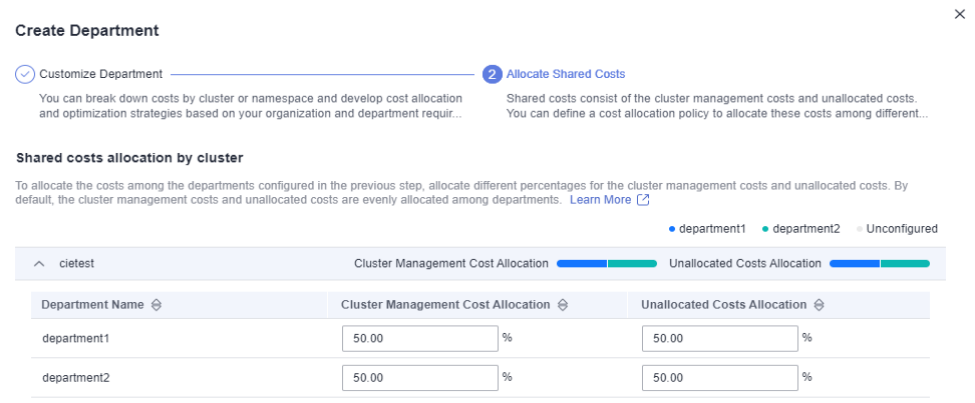 Create Department
Customize Department
2 Allocate Shared Costs
You can break down costs by cluster or namespace and develop cost allocation
and optimization strategies based on your organization and department requir...
Shared costs consist of the cluster management costs and unallocated costs.
You can define a cost allocation policy to allocate these costs among different...
Shared costs allocation by cluster
To allocate the costs among the departments configured in the previous step, allocate different percentages for the cluster management costs and unallocated costs. By
default, the cluster management costs and unallocated costs are evenly allocated among departments. Learn More
department1 department2 Unconfigured
cietest Cluster Management Cost Allocation Unallocated Costs Allocation
Department Name Cluster Management Cost Allocation Unallocated Costs Allocation
department1 50.00 % 50.00 %
department2 50.00 % 50.00 %